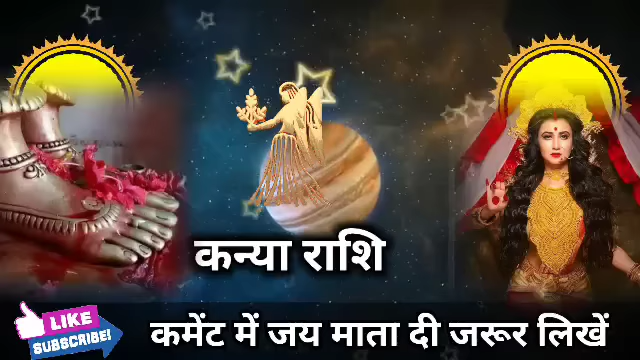 कन्या राशि
LIKE
SUBSCRIBE!
कमेंट में जय माता दी जरूर लिखें